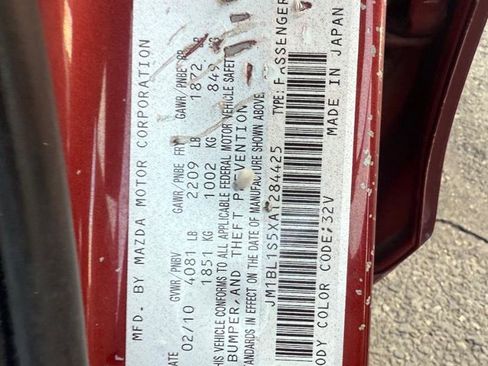 MFD. BY MAZDA MOTOR CORPORATION
DATE GVWR/PNBV GAWR/PNBE FR GAWR/PNBE RR
02/10 4081 LB 2209 LB 1872 LB
1851 KG 1002 KG 849
THIS VEHICLE CONFORMS TO ALL APPLICABLE FEDERAL MOTOR VEHICLE SAFET
BUMPER, AND THEFT PREVENTION
STANDARDS IN EFFECT ON THE DATE OF MANUFACTURE SHOWN ABOVE.
JM1BL1S5XA1284425 TYPE: PASSENGER
BODY COLOR CODE;32V MADE IN JAPAN